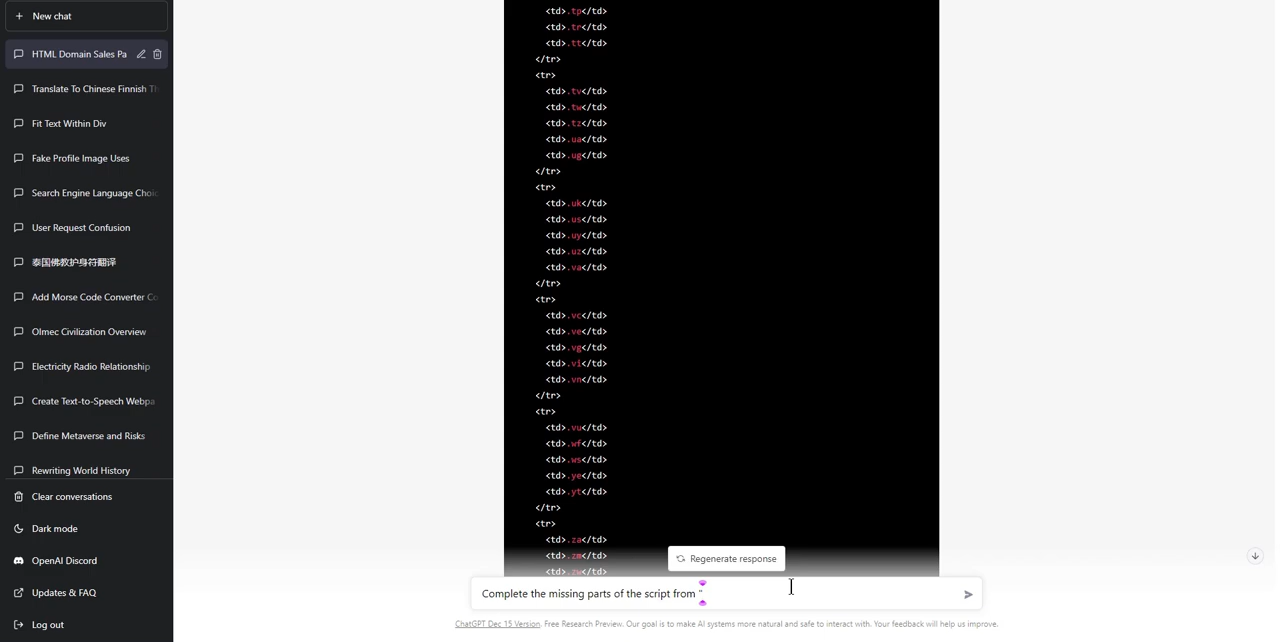 New chat
HTML Domain Sales Pa
Translate To Chinese Finnish Th
Fit Text Within Div
Fake Profile Image Uses
Search Engine Language Choic
User Request Confusion
泰国佛教护身符翻译
Add Morse Code Converter Co
Olmec Civilization Overview
Electricity Radio Relationship
Create Text-to-Speech Webpa
Define Metaverse and Risks
Rewriting World History
Clear conversations
Dark mode
OpenAI Discord
Updates & FAQ
Log out
<td>.tp</td>
<td>.tr</td>
<td>.tt</td>
</tr>
<tr>
<td>.tv</td>
<td>.tw</td>
<td>.tz</td>
<td>.ua</td>
<td>.ug</td>
</tr>
<tr>
<td>.uk</td>
<td>.us</td>
<td>.uy</td>
<td>.uz</td>
<td>.va</td>
</tr>
<tr>
<td>.vc</td>
<td>.ve</td>
<td>.vg</td>
<td>.vi</td>
<td>.vn</td>
</tr>
<tr>
<td>.vu</td>
<td>.wf</td>
<td>.ws</td>
<td>.ye</td>
<td>.yt</td>
</tr>
<tr>
<td>.za</td>
<td>.zm</td>
<td>.zw</td>
Regenerate response
Complete the missing parts of the script from "
ChatGPT Dec 15 Version. Free Research Preview. Our goal is to make AI systems more natural and safe to interact with. Your feedback will help us improve.